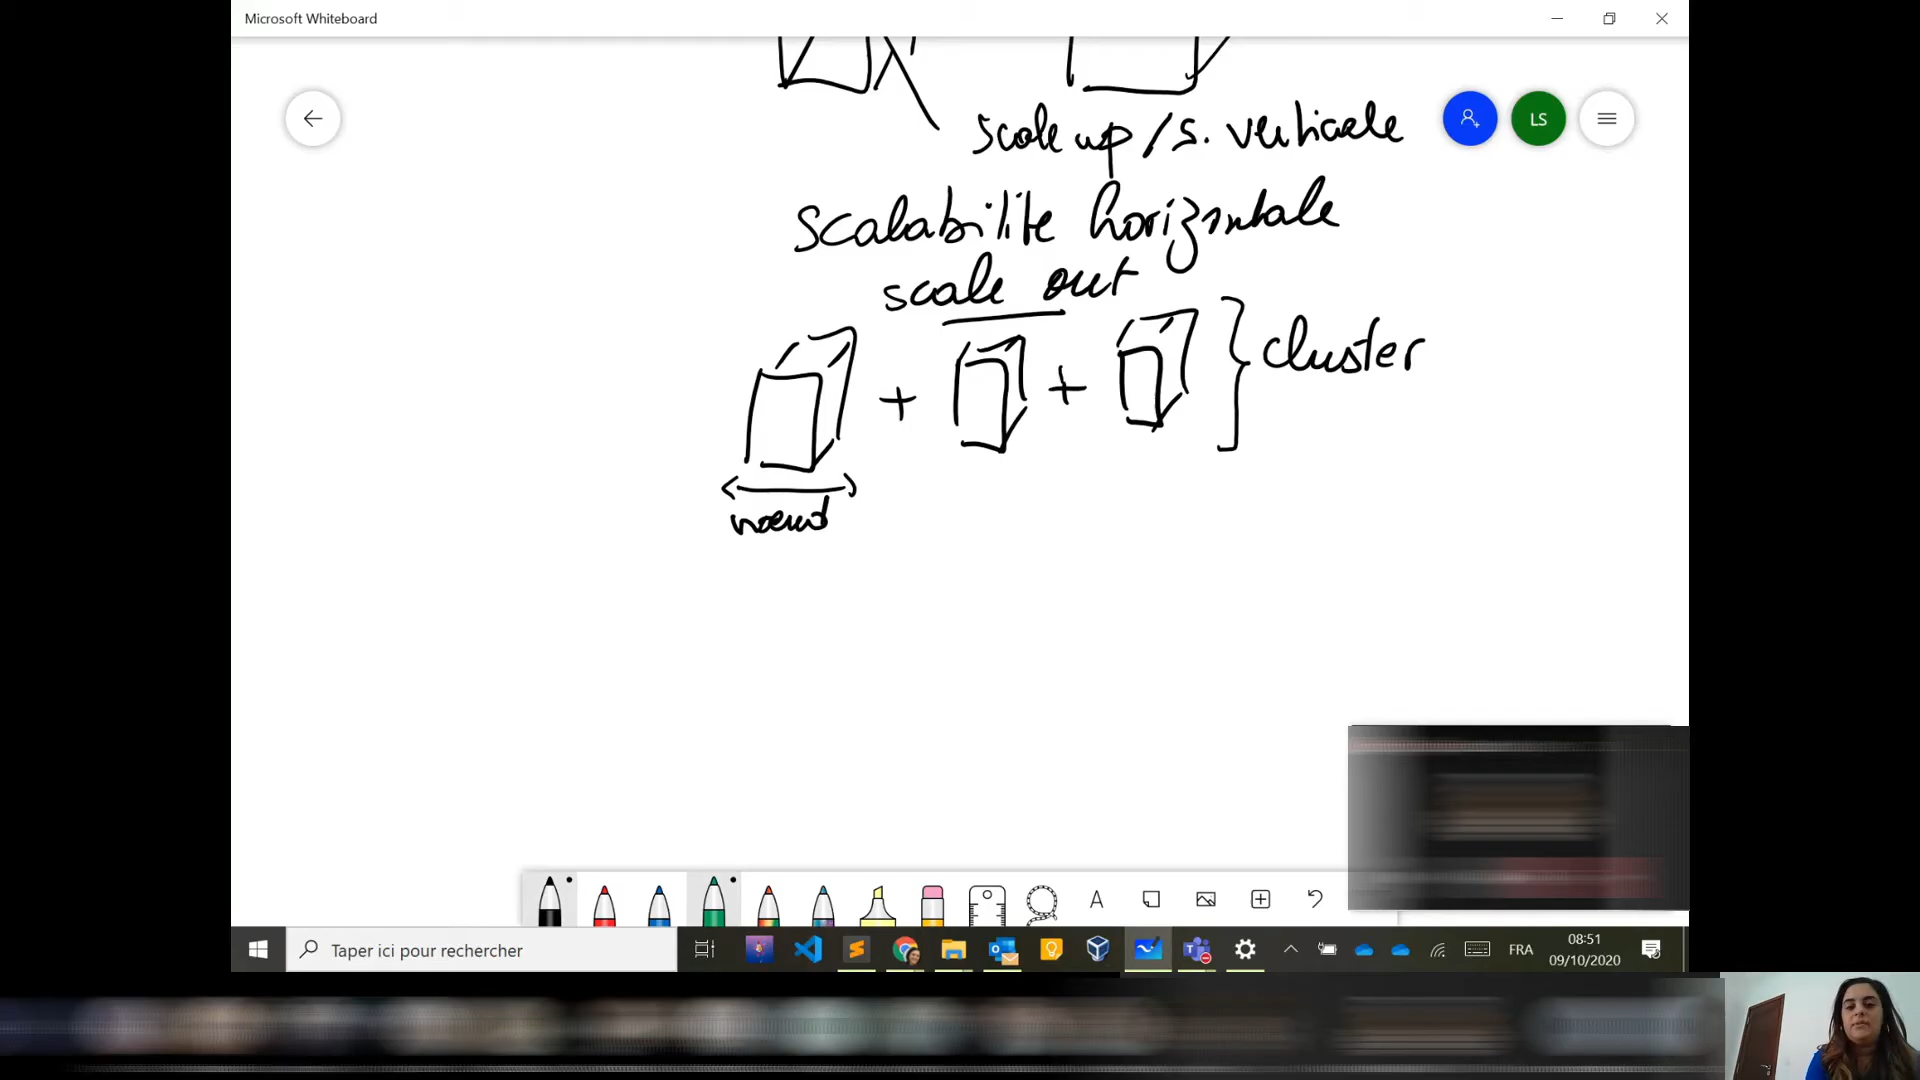 Microsoft Whiteboard
LS
scale up / s. verticale
scalabilite horizontale
scale out
+ + } cluster
noeud
A
Taper ici pour rechercher
FRA
08:51
09/10/2020